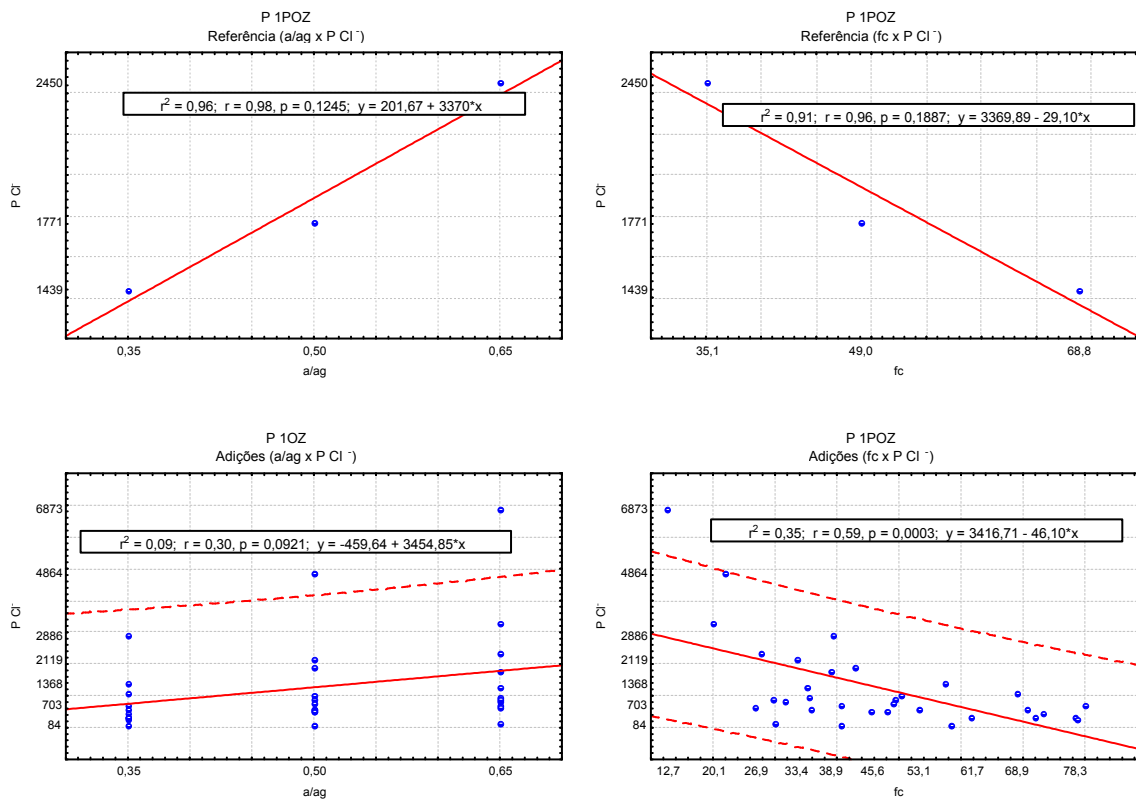 P 1POZ
Referência (a/ag x P Cl⁻)
2450
1771
1439
P Cl⁻
r² = 0,96; r = 0,98, p = 0,1245; y = 201,67 + 3370*x
0,35 0,50 0,65
a/ag
P 1POZ
Referência (fc x P Cl⁻)
2450
1771
1439
P Cl⁻
r² = 0,91; r = 0,96, p = 0,1887; y = 3369,89 - 29,10*x
35,1 49,0 68,8
fc
P 1OZ
Adições (a/ag x P Cl⁻)
6873
4864
2886
2119
1368
703
84
P Cl⁻
r² = 0,09; r = 0,30, p = 0,0921; y = -459,64 + 3454,85*x
0,35 0,50 0,65
a/ag
P 1POZ
Adições (fc x P Cl⁻)
6873
4864
2886
2119
1368
703
84
P Cl⁻
r² = 0,35; r = 0,59, p = 0,0003; y = 3416,71 - 46,10*x
12,7 20,1 26,9 33,4 38,9 45,6 53,1 61,7 68,9 78,3
fc